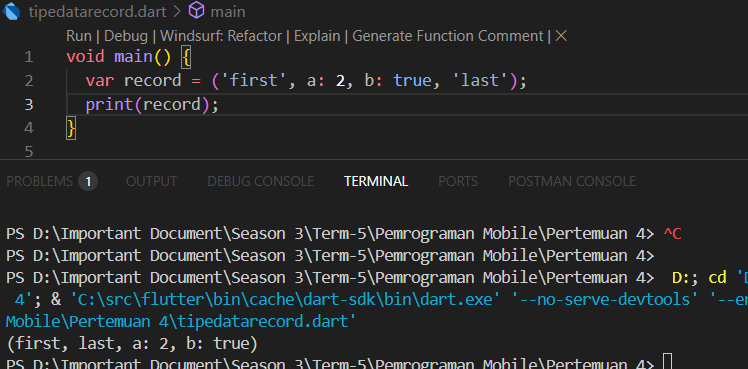 tipedatarecord.dart > main
Run | Debug | Windsurf: Refactor | Explain | Generate Function Comment | ×
1 void main() {
2 var record = ('first', a: 2, b: true, 'last');
3 print(record);
4 }
5
PROBLEMS 1 OUTPUT DEBUG CONSOLE TERMINAL PORTS POSTMAN CONSOLE
PS D:\Important Document\Season 3\Term-5\Pemrograman Mobile\Pertemuan 4> ^C
PS D:\Important Document\Season 3\Term-5\Pemrograman Mobile\Pertemuan 4>
PS D:\Important Document\Season 3\Term-5\Pemrograman Mobile\Pertemuan 4> D:; cd '
4'; & 'C:\src\flutter\bin\cache\dart-sdk\bin\dart.exe' '--no-serve-devtools' '--en
Mobile\Pertemuan 4\tipedatarecord.dart'
(first, last, a: 2, b: true)
PS D:\Important Document\Season 3\Term-5\Pemrograman Mobile\Pertemuan 4>